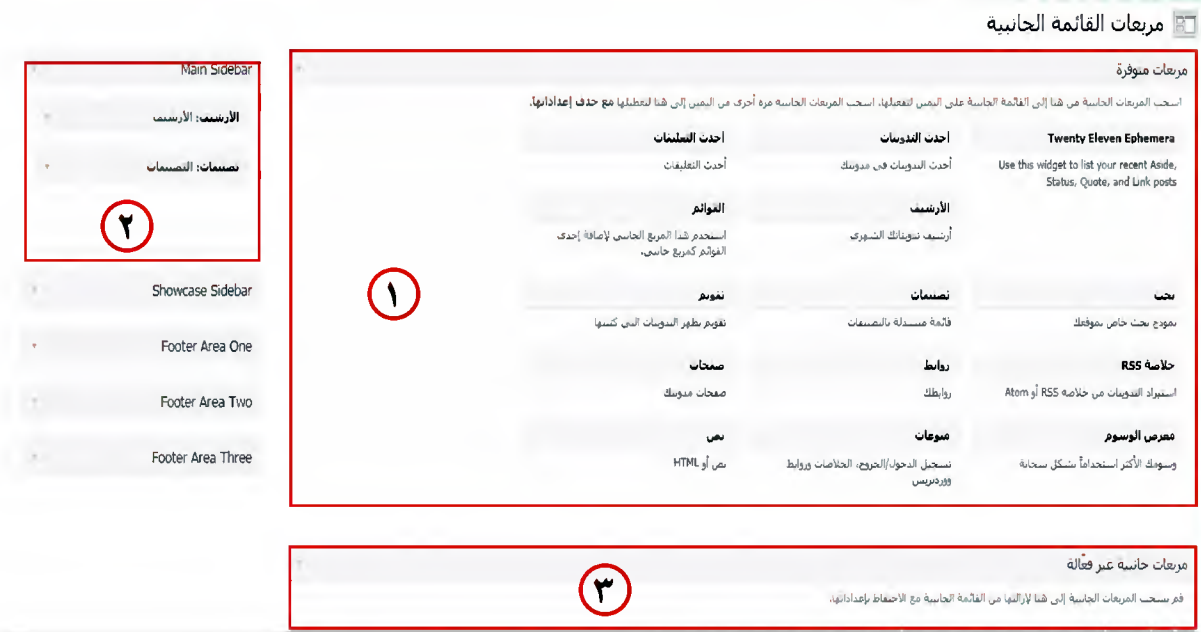 مربعات القائمة الجانبية
مربعات متوفرة
اسحب المربعات الجانبية من هنا إلى القائمة الجانبية على اليمين لتفعيلها. اسحب المربعات الجانبية مرة أخرى من اليمين إلى هنا لتعطيلها مع حذف إعداداتها.
Twenty Eleven Ephemera
Use this widget to list your recent Aside,
Status, Quote, and Link posts
أحدث التدوينات
أحدث التدوينات في مدونتك
أحدث التعليقات
أحدث التعليقات
الأرشيف
أرشيف تدويناتك الشهري
القوائم
استخدم هذا المربع الجانبي لإضافة إحدى
القوائم كمربع جانبي.
بحث
نموذج بحث خاص بموقعك
تصنيفات
قائمة منسدلة بالتصنيفات
تقويم
تقويم يظهر التدوينات التي كتبتها
خلاصة RSS
استيراد التدوينات من خلاصة RSS أو Atom
روابط
روابطك
صفحات
صفحات مدونتك
معرض الوسوم
وسومك الأكثر استخداماً بشكل سحابة
منوعات
تسجيل الدخول/الخروج، الخلاصات وروابط
ووردبريس
نص
نص أو HTML
١
Main Sidebar
الأرشيف: الأرشيف
تصنيفات: التصنيفات
٢
Showcase Sidebar
Footer Area One
Footer Area Two
Footer Area Three
مربعات جانبية غير فعّالة
قم بسحب المربعات الجانبية إلى هنا لإزالتها من القائمة الجانبية مع الاحتفاظ بإعداداتها.
٣